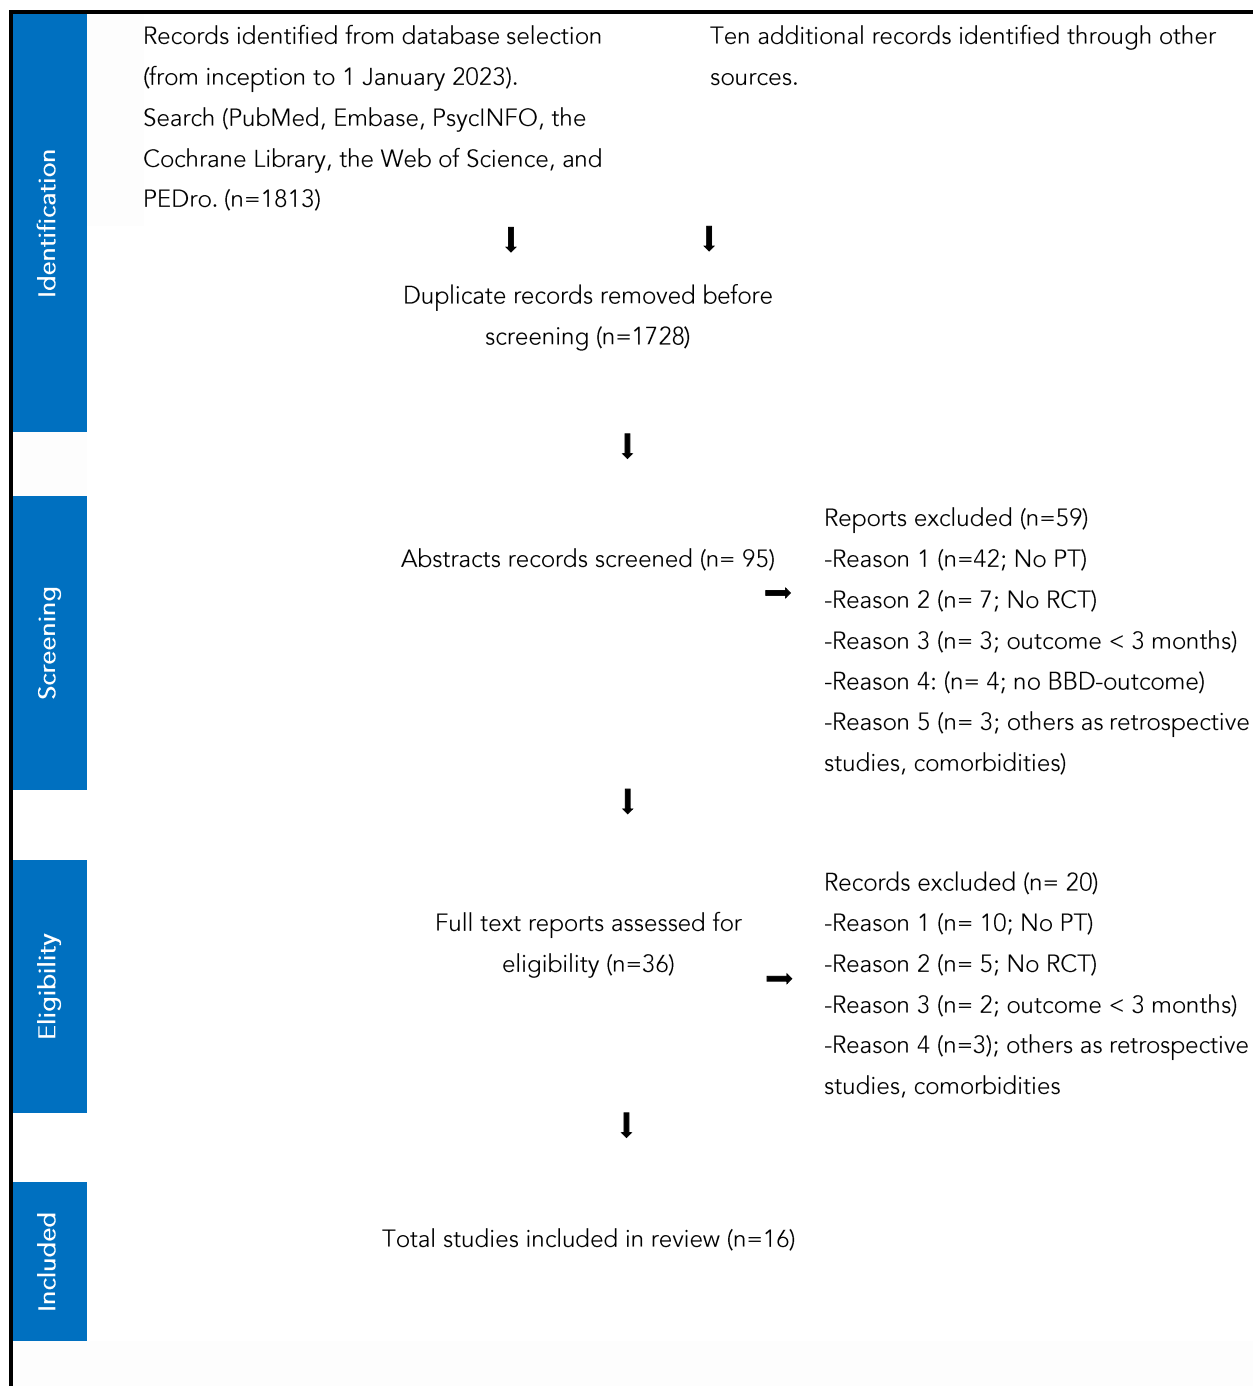 Identification
Records identified from database selection
(from inception to 1 January 2023).
Search (PubMed, Embase, PsycINFO, the
Cochrane Library, the Web of Science, and
PEDro. (n=1813)
Ten additional records identified through other
sources.
Duplicate records removed before
screening (n=1728)
Screening
Abstracts records screened (n= 95)
Reports excluded (n=59)
-Reason 1 (n=42; No PT)
-Reason 2 (n= 7; No RCT)
-Reason 3 (n= 3; outcome < 3 months)
-Reason 4: (n= 4; no BBD-outcome)
-Reason 5 (n= 3; others as retrospective
studies, comorbidities)
Eligibility
Full text reports assessed for
eligibility (n=36)
Records excluded (n= 20)
-Reason 1 (n= 10; No PT)
-Reason 2 (n= 5; No RCT)
-Reason 3 (n= 2; outcome < 3 months)
-Reason 4 (n=3); others as retrospective
studies, comorbidities
Included
Total studies included in review (n=16)